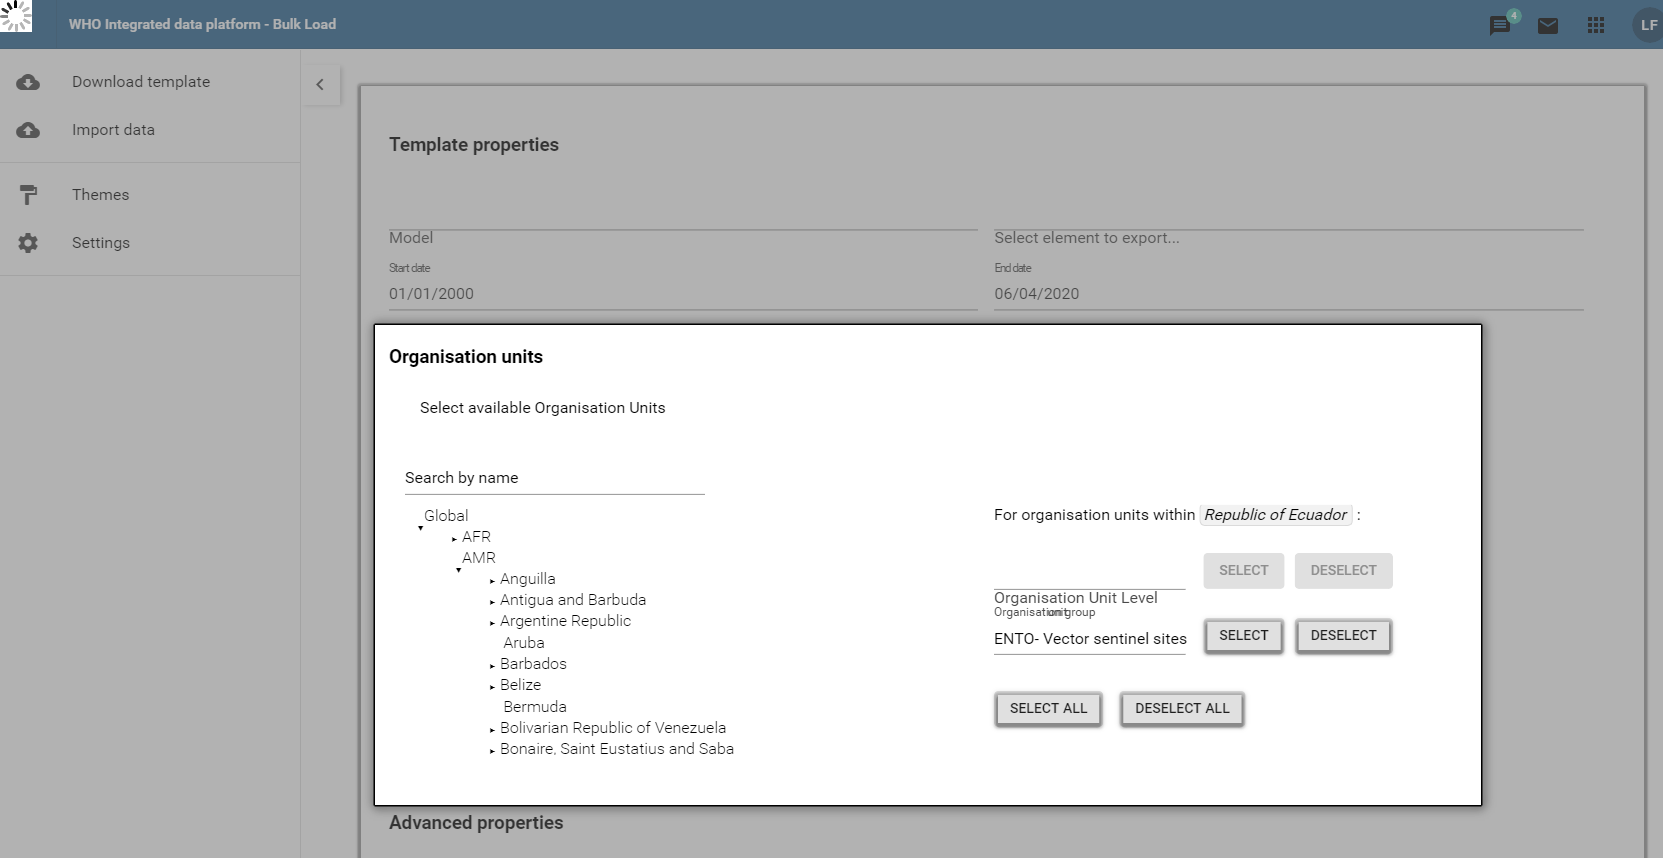 WHO Integrated data platform - Bulk Load
4
LF
Download template
Import data
Themes
Settings
Template properties
Model
Select element to export...
Start date
End date
01/01/2000
06/04/2020
Organisation units
Select available Organisation Units
Search by name
Global
AFR
AMR
Anguilla
Antigua and Barbuda
Argentine Republic
Aruba
Barbados
Belize
Bermuda
Bolivarian Republic of Venezuela
Bonaire, Saint Eustatius and Saba
For organisation units within Republic of Ecuador :
SELECT DESELECT
Organisation Unit Level
Organisation unit group
ENTO- Vector sentinel sites
SELECT DESELECT
SELECT ALL DESELECT ALL
Advanced properties